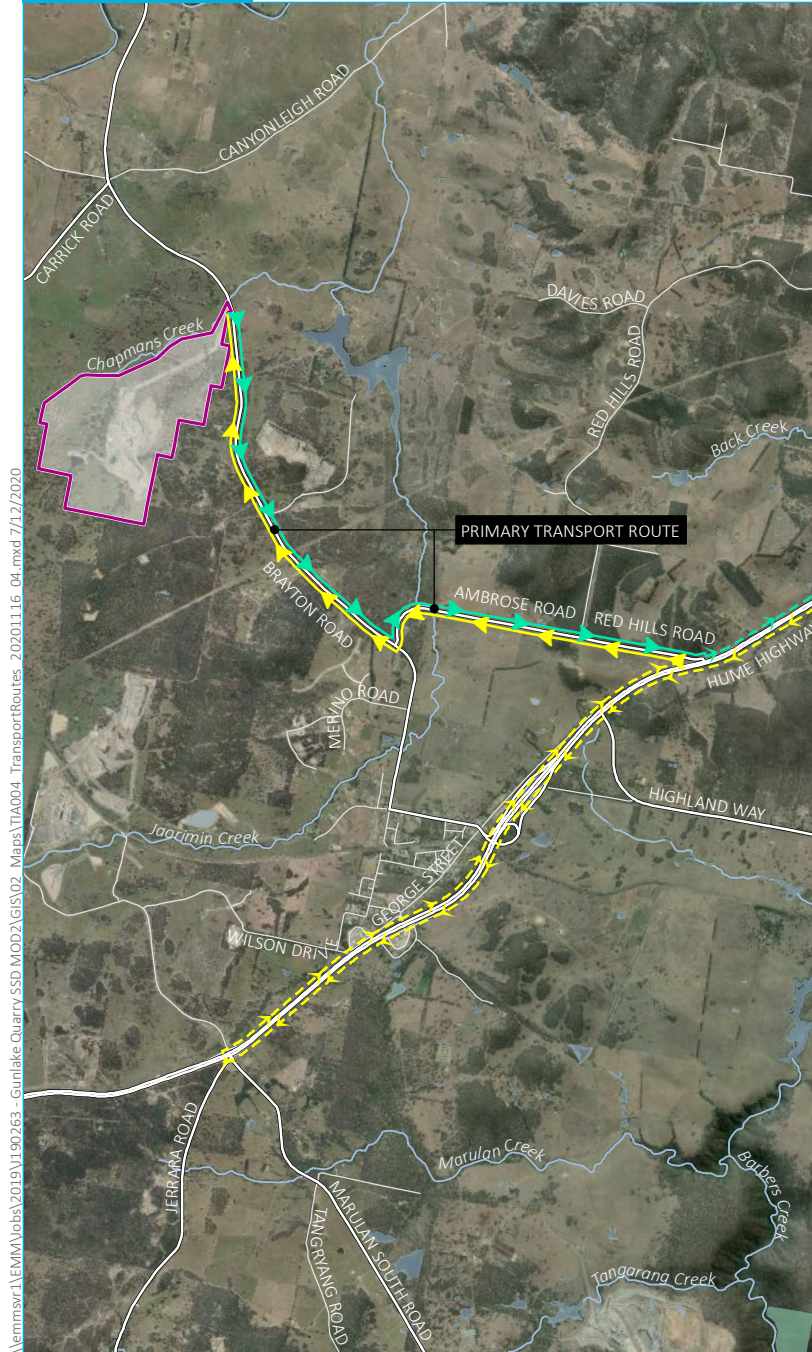 CANYONLEIGH ROAD
CARRICK ROAD
DAVIES ROAD
Chapmans Creek
RED HILLS ROAD
Back Creek
PRIMARY TRANSPORT ROUTE
BRAYTON ROAD
AMBROSE ROAD
RED HILLS ROAD
HUME HIGHWAY
MERINO ROAD
HIGHLAND WAY
Jaorimin Creek
GEORGE STREET
WILSON DRIVE
JERRARA ROAD
Marulan Creek
Barbers Creek
MARULAN SOUTH ROAD
TANGRYANG ROAD
Tangarang Creek
\\emmsvr1\EMM\Jobs\2019\J190263 - Gunlake Quarry SSD MOD2\GIS\02_Maps\TIA004_TransportRoutes_20201116_04.mxd 7/12/2020